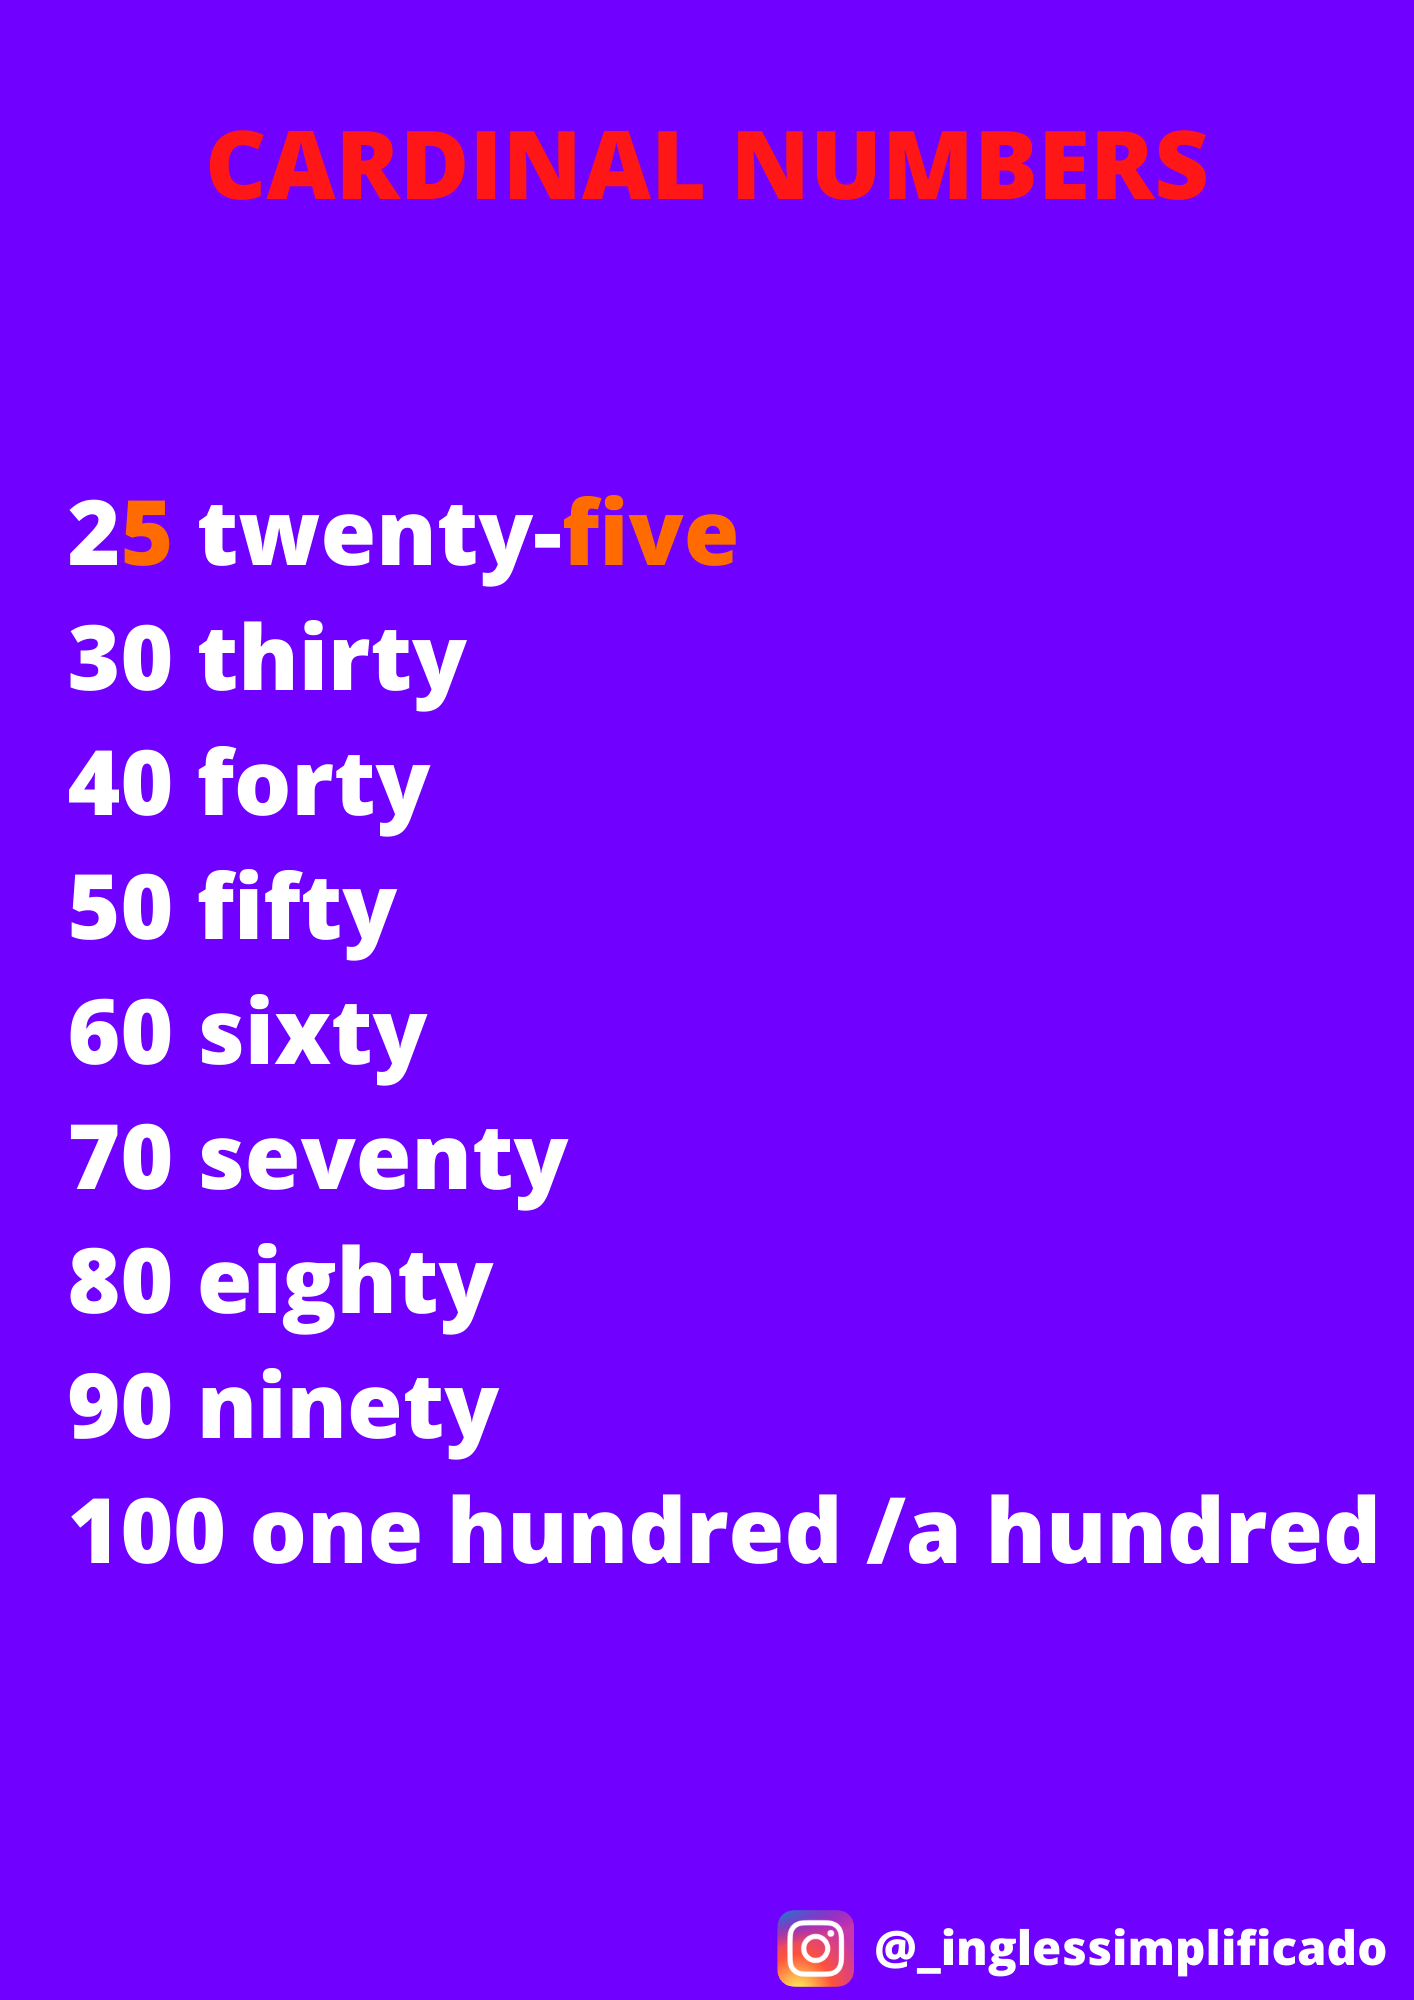 CARDINAL NUMBERS
25 twenty-five
30 thirty
40 forty
50 fifty
60 sixty
70 seventy
80 eighty
90 ninety
100 one hundred /a hundred
@_inglessimplificado